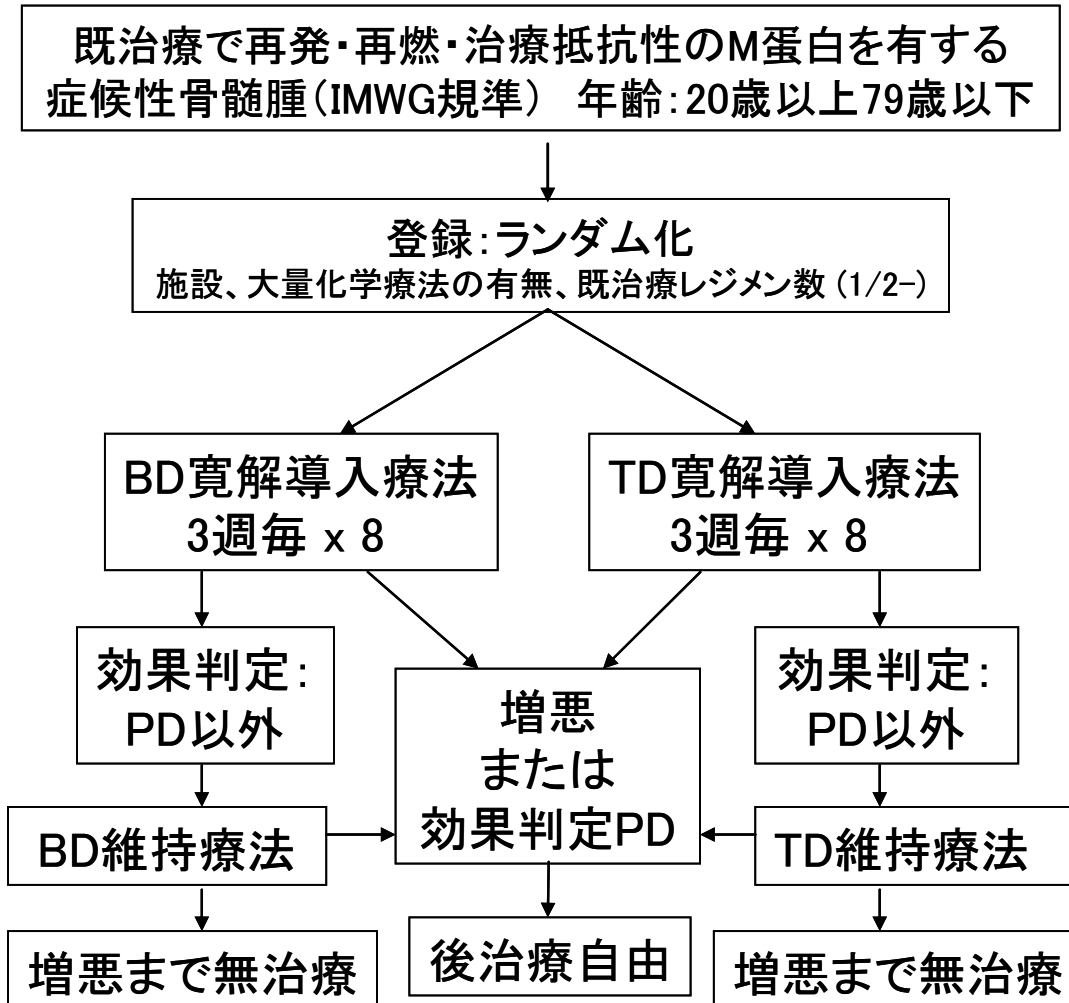 既治療で再発・再燃・治療抵抗性のM蛋白を有する
症候性骨髄腫(IMWG規準) 年齢:20歳以上79歳以下
登録:ランダム化
施設、大量化学療法の有無、既治療レジメン数 (1/2-)
BD寛解導入療法
3週毎 x 8
TD寛解導入療法
3週毎 x 8
効果判定:
PD以外
増悪
または
効果判定PD
効果判定:
PD以外
BD維持療法
TD維持療法
増悪まで無治療
後治療自由
増悪まで無治療